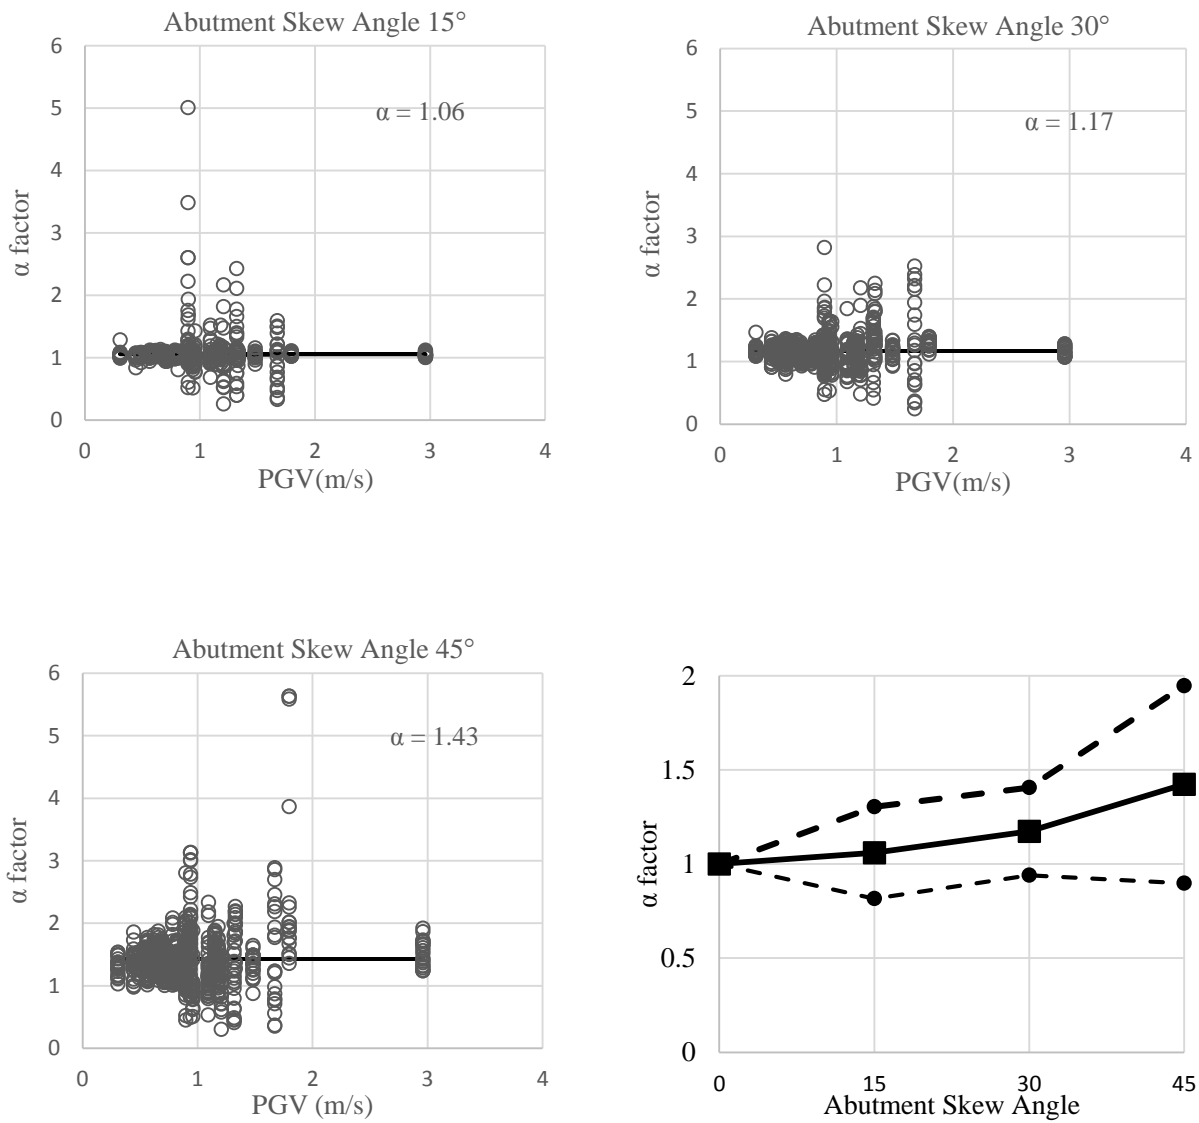 Abutment Skew Angle 15°
6
5
4
3
2
1
0
α factor
α = 1.06
0 1 2 3 4
PGV(m/s)
Abutment Skew Angle 30°
6
5
4
3
2
1
0
α factor
α = 1.17
0 1 2 3 4
PGV(m/s)
Abutment Skew Angle 45°
6
5
4
3
2
1
0
α factor
α = 1.43
0 1 2 3 4
PGV (m/s)
2
1.5
1
0.5
0
α factor
0 15 30 45
Abutment Skew Angle